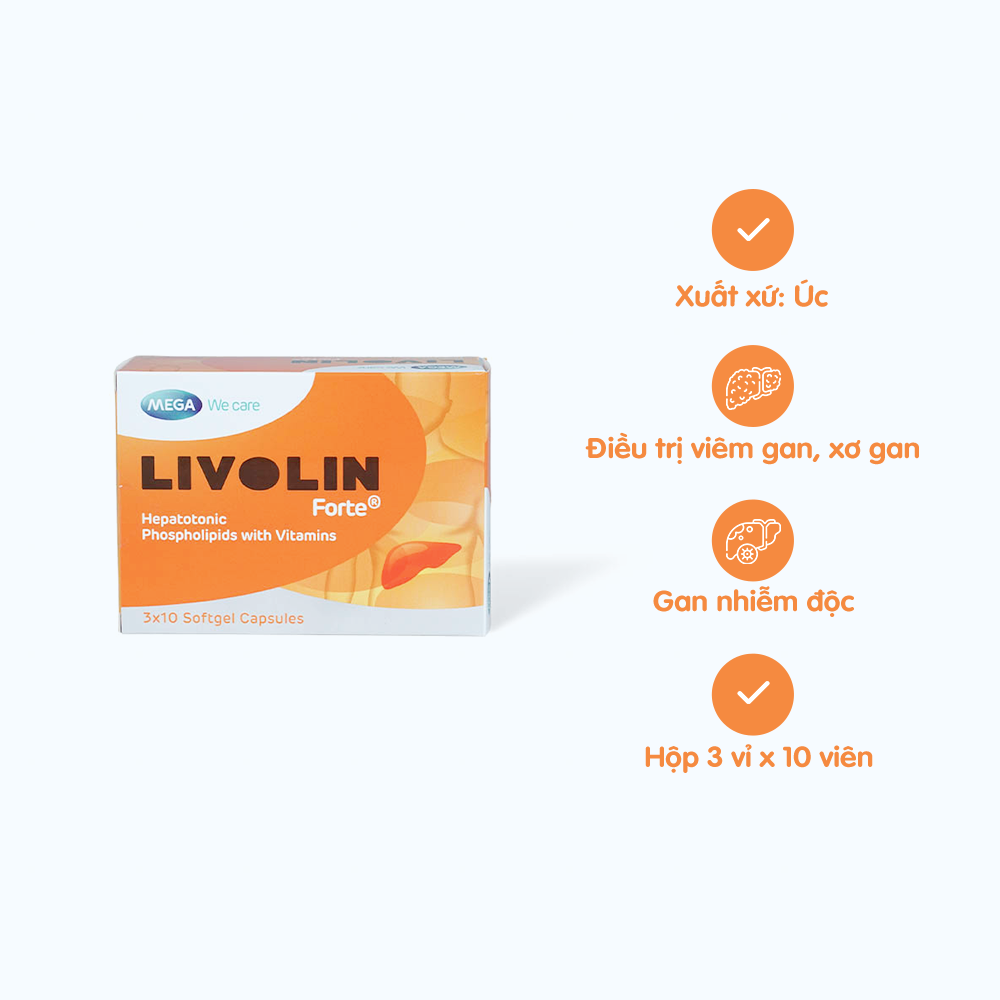 LIVOLIN
MEGA We care
LIVOLIN
Forte®
Hepatotonic
Phospholipids with Vitamins
3x10 Softgel Capsules
Xuất xứ: Úc
Điều trị viêm gan, xơ gan
Gan nhiễm độc
Hộp 3 vỉ x 10 viên